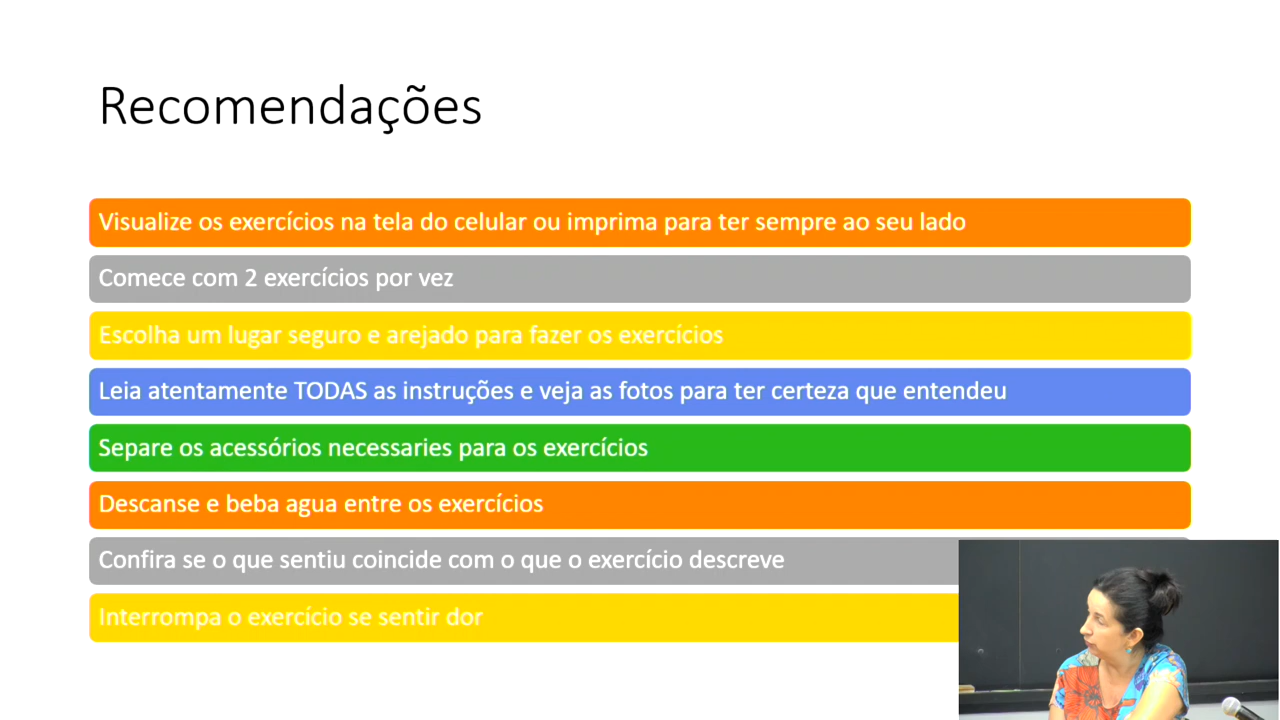 Recomendações
Visualize os exercícios na tela do celular ou imprima para ter sempre ao seu lado
Comece com 2 exercícios por vez
Escolha um lugar seguro e arejado para fazer os exercícios
Leia atentamente TODAS as instruções e veja as fotos para ter certeza que entendeu
Separe os acessórios necessaries para os exercícios
Descanse e beba agua entre os exercícios
Confira se o que sentiu coincide com o que o exercício descreve
Interrompa o exercício se sentir dor